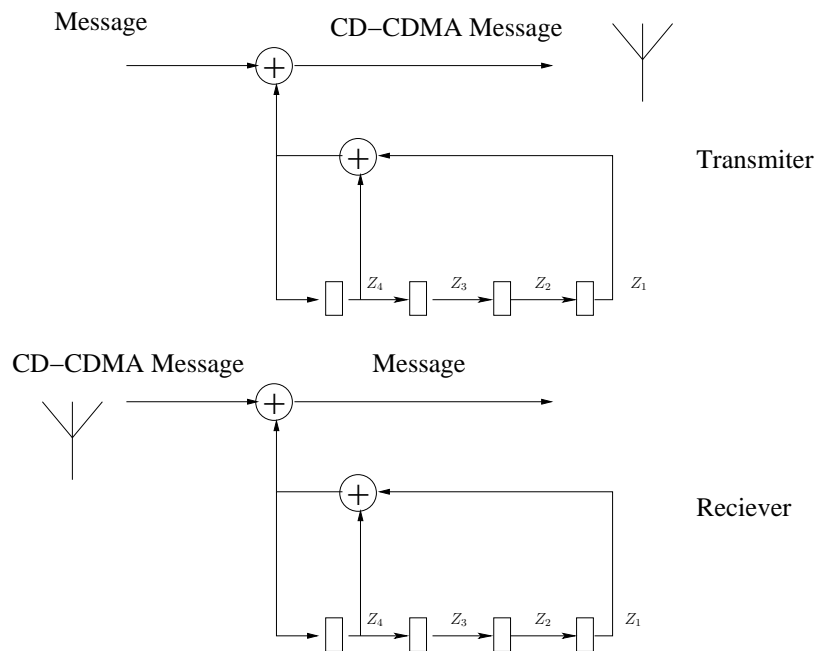 Message
CD−CDMA Message
+
+
Transmiter
Z4
Z3
Z2
Z1
CD−CDMA Message
Message
+
+
Reciever
Z4
Z3
Z2
Z1